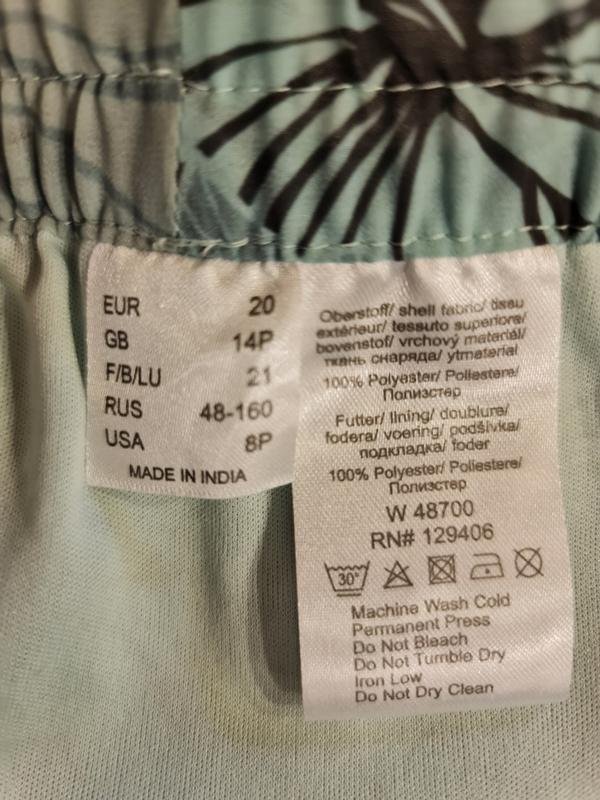 EUR 20
GB 14P
F/B/LU 21
RUS 48-160
USA 8P
MADE IN INDIA
Oberstoff/ shell fabric/ tissu
extérieur/ tessuto superiore/
bovenstof/ vrchový materiál/
ткань снаряда/ ytmaterial
100% Polyester/ Poliestere/
Полиэстер
Futter/ lining/ doublure/
fodera/ voering/ podšívka/
подкладка/ foder
100% Polyester/ Poliestere/
Полиэстер
W 48700
RN# 129406
30°
Machine Wash Cold
Permanent Press
Do Not Bleach
Do Not Tumble Dry
Iron Low
Do Not Dry Clean